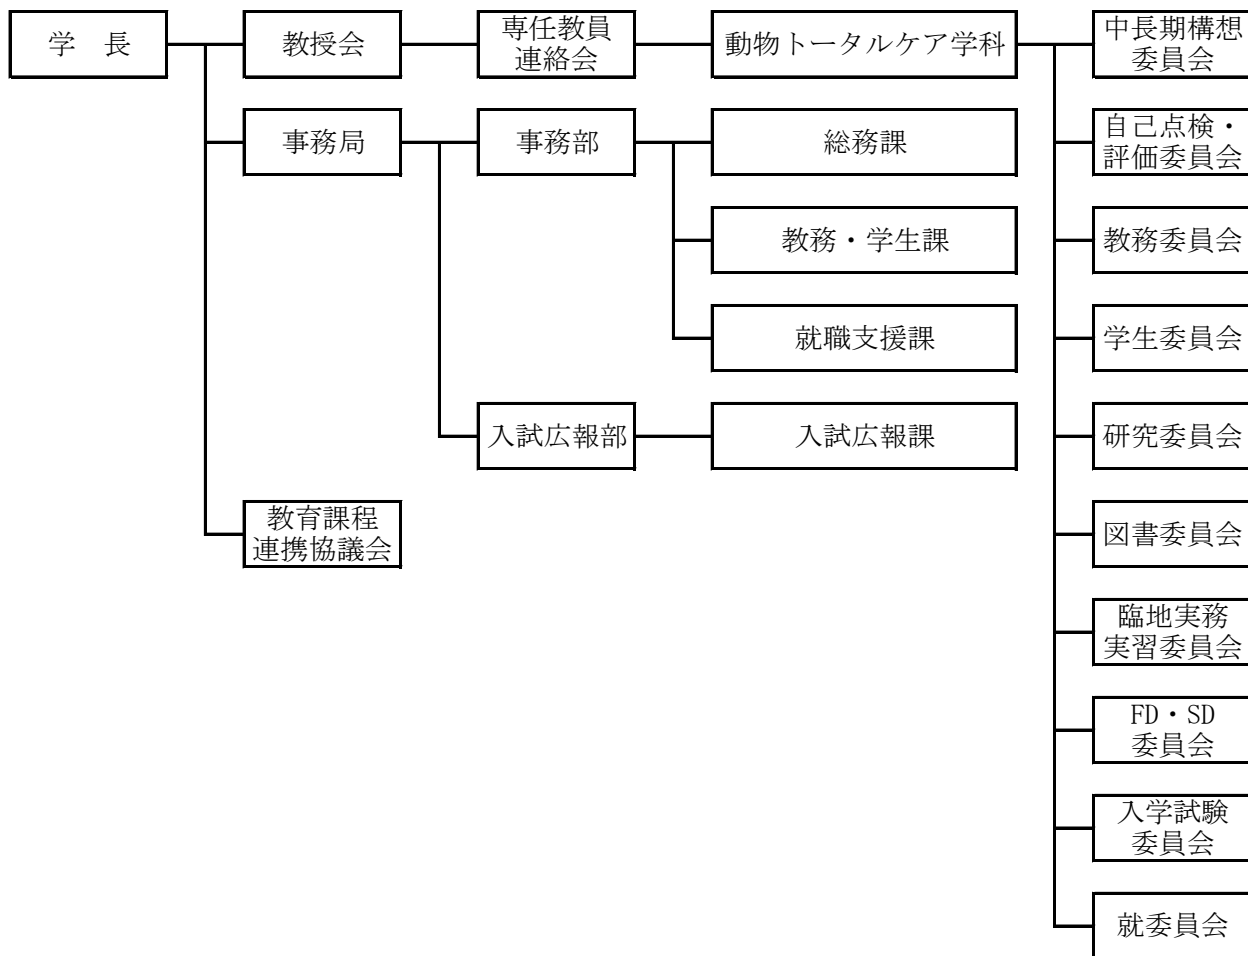 学 長
教授会
専任教員
連絡会
動物トータルケア学科
中長期構想
委員会
事務局
事務部
総務課
自己点検・
評価委員会
教務・学生課
教務委員会
就職支援課
学生委員会
入試広報部
入試広報課
研究委員会
教育課程
連携協議会
図書委員会
臨地実務
実習委員会
FD・SD
委員会
入学試験
委員会
就委員会